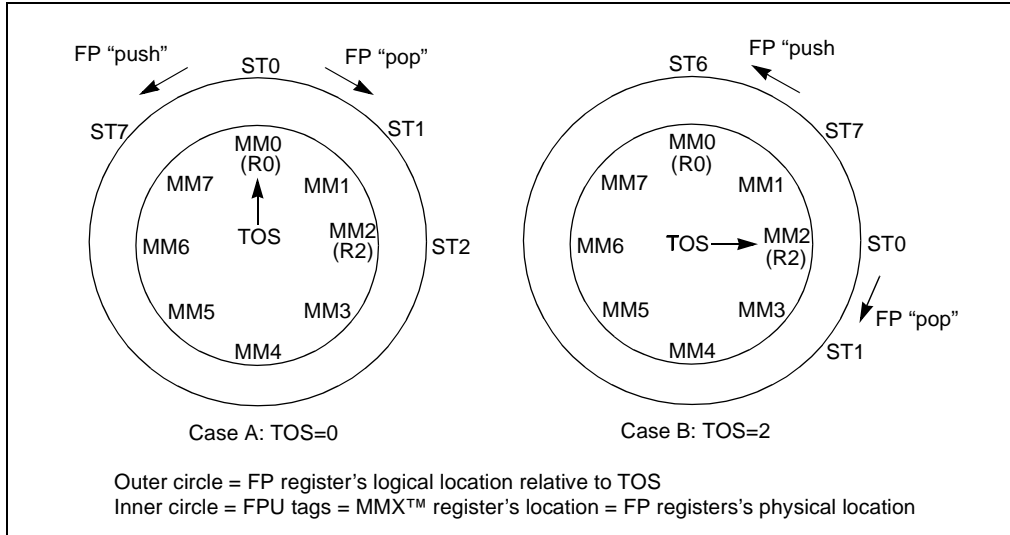 FP “push”
FP “pop”
ST0
ST7
ST1
MM0
(R0)
MM7
MM1
TOS
MM2
(R2)
MM6
ST2
MM5
MM3
MM4
Case A: TOS=0
FP “push
ST6
ST7
MM0
(R0)
MM7
MM1
TOS
MM2
(R2)
MM6
ST0
MM5
MM3
FP “pop”
MM4
ST1
Case B: TOS=2
Outer circle = FP register’s logical location relative to TOS
Inner circle = FPU tags = MMX™ register’s location = FP registers’s physical location